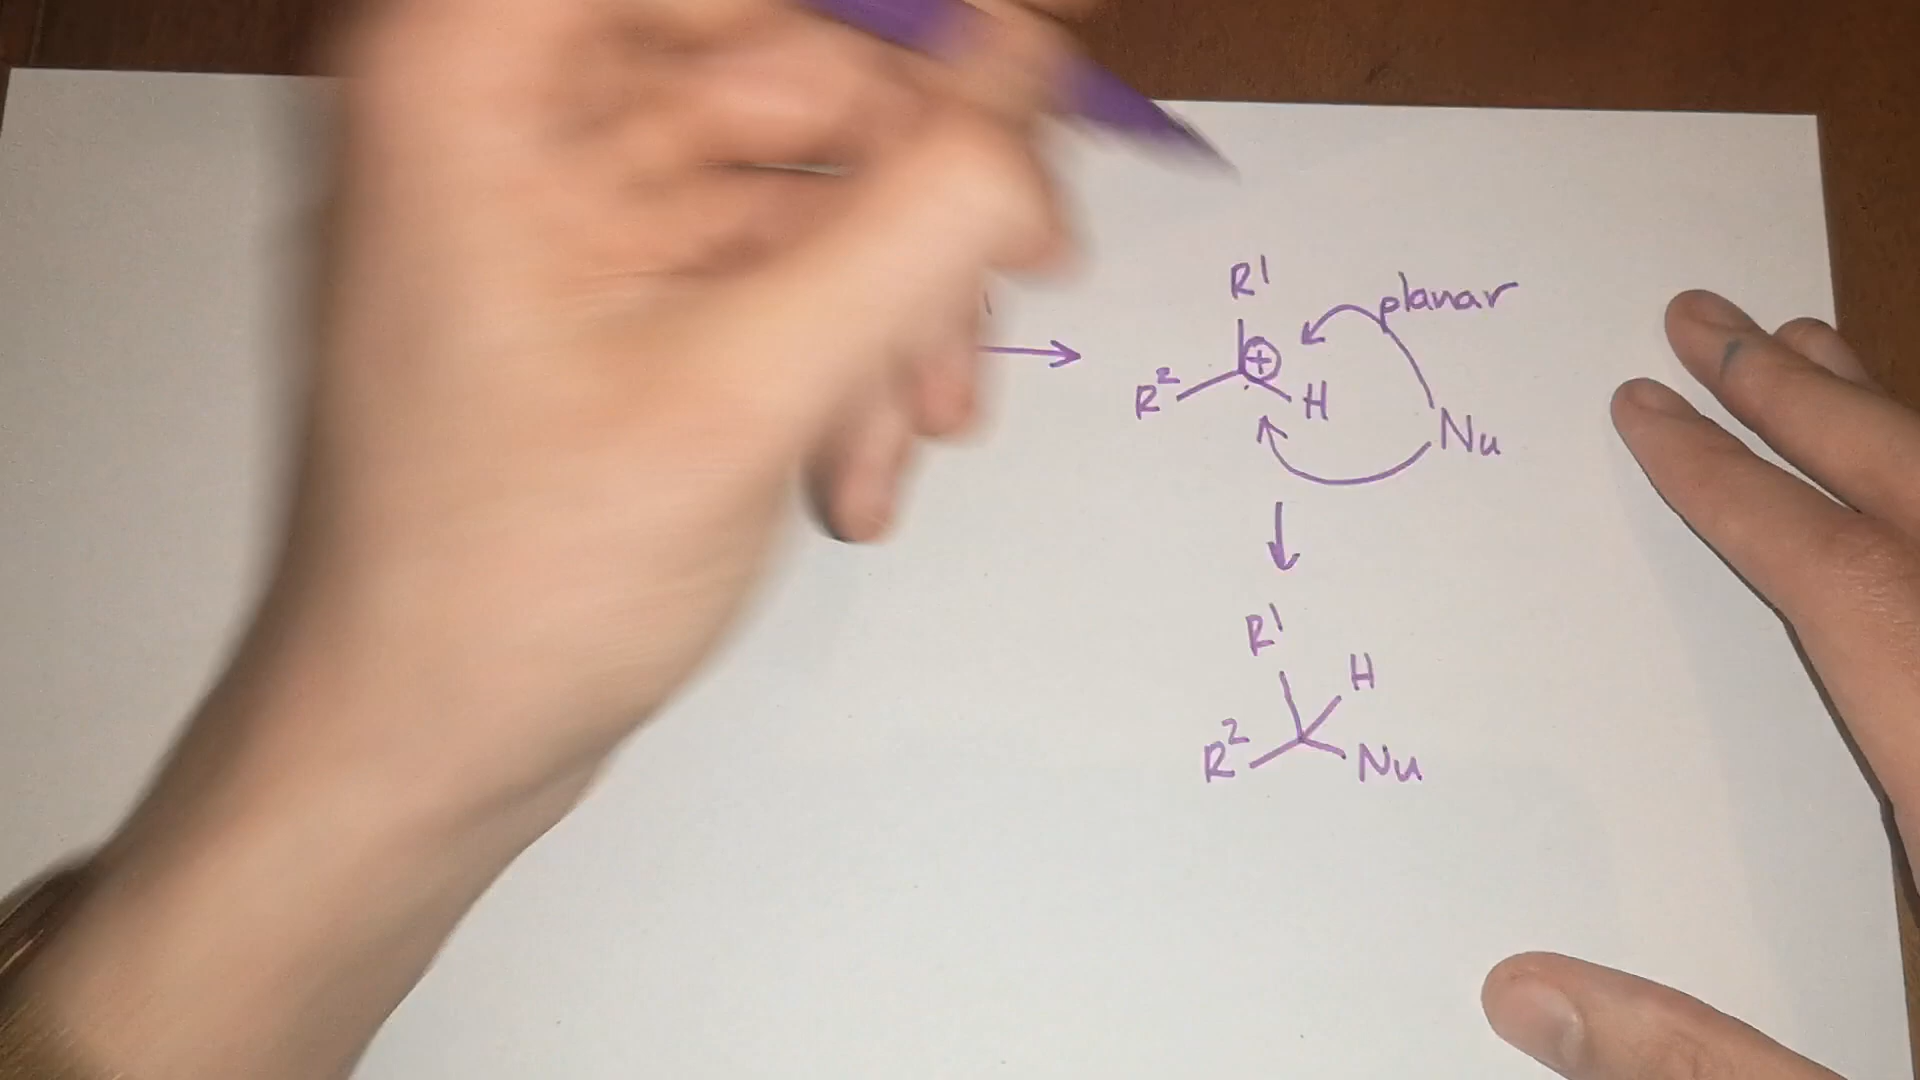 R¹
planar
⊕
R² H
Nu
R¹
H
R² Nu